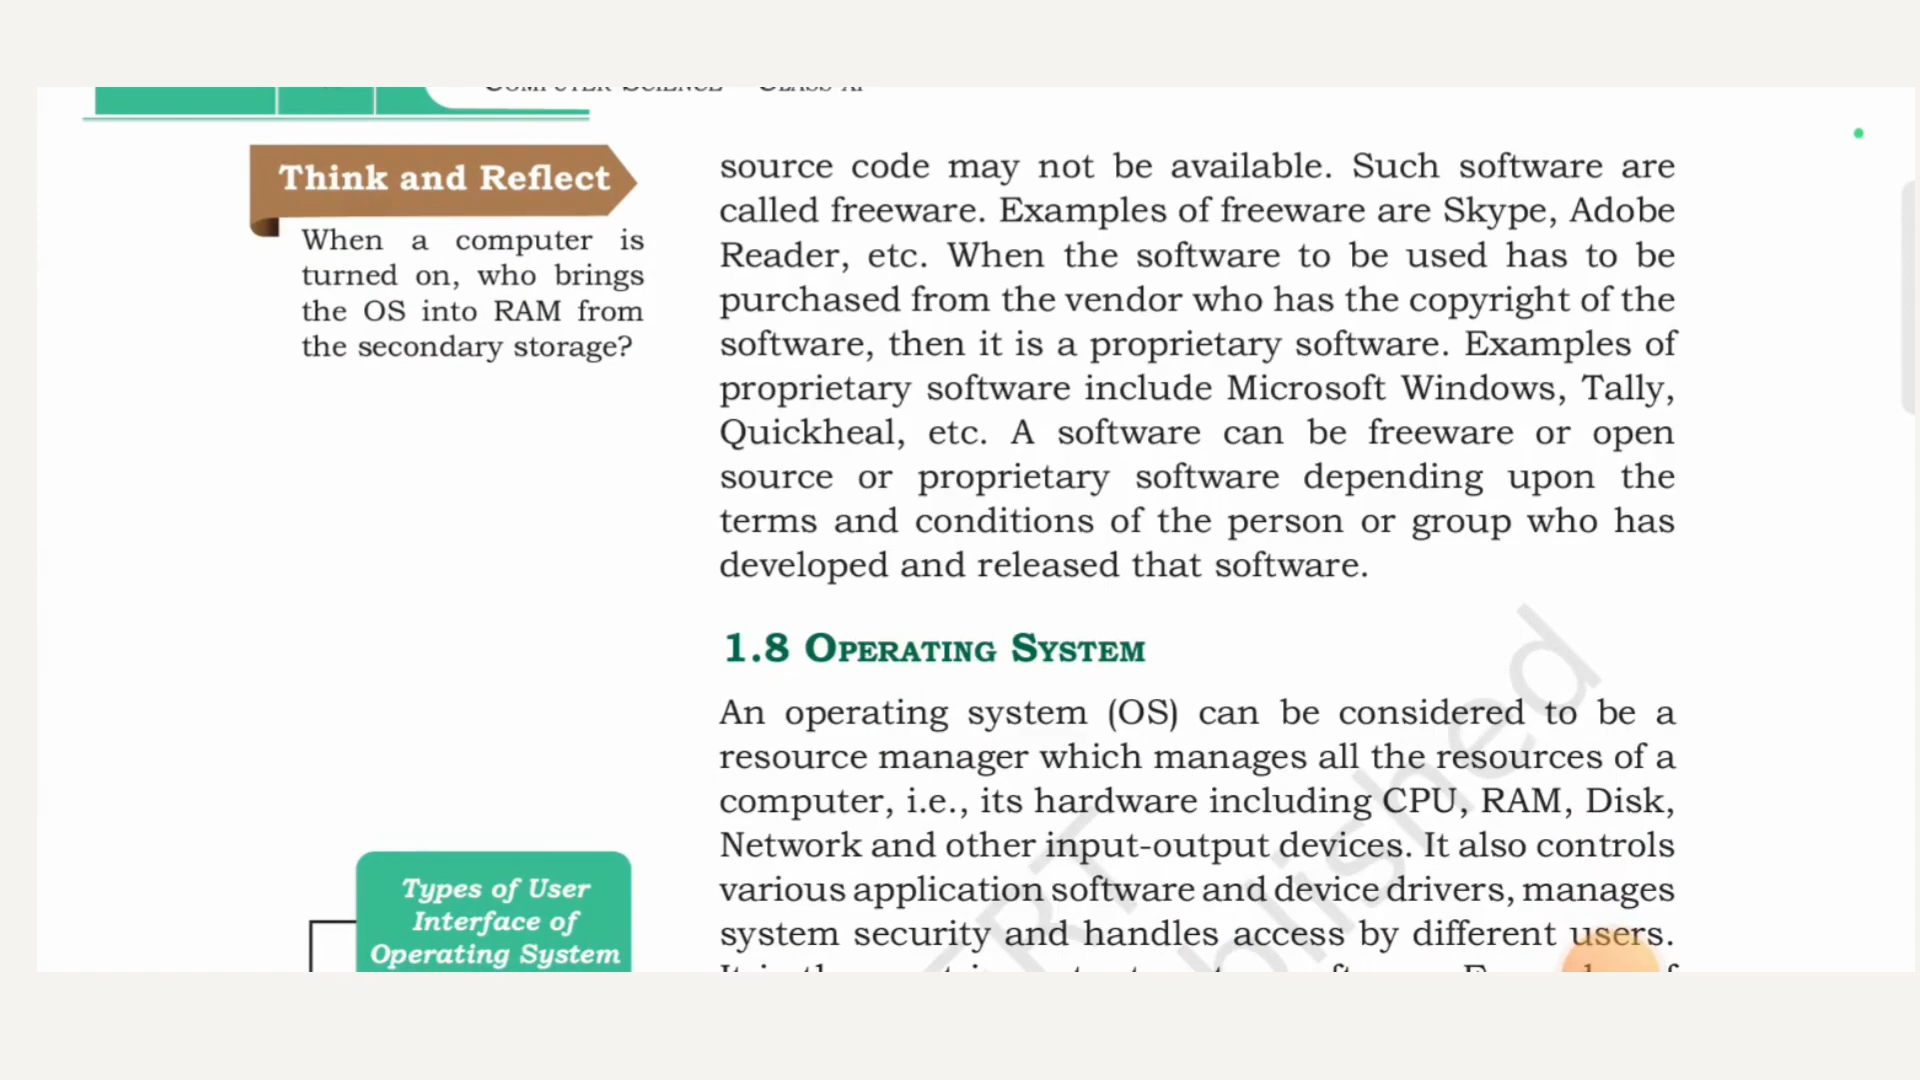 COMPUTER SCIENCE CLASS XI
Think and Reflect
When a computer is
turned on, who brings
the OS into RAM from
the secondary storage?
source code may not be available. Such software are
called freeware. Examples of freeware are Skype, Adobe
Reader, etc. When the software to be used has to be
purchased from the vendor who has the copyright of the
software, then it is a proprietary software. Examples of
proprietary software include Microsoft Windows, Tally,
Quickheal, etc. A software can be freeware or open
source or proprietary software depending upon the
terms and conditions of the person or group who has
developed and released that software.
1.8 OPERATING SYSTEM
An operating system (OS) can be considered to be a
resource manager which manages all the resources of a
computer, i.e., its hardware including CPU, RAM, Disk,
Network and other input-output devices. It also controls
various application software and device drivers, manages
system security and handles access by different users.
Types of User
Interface of
Operating System